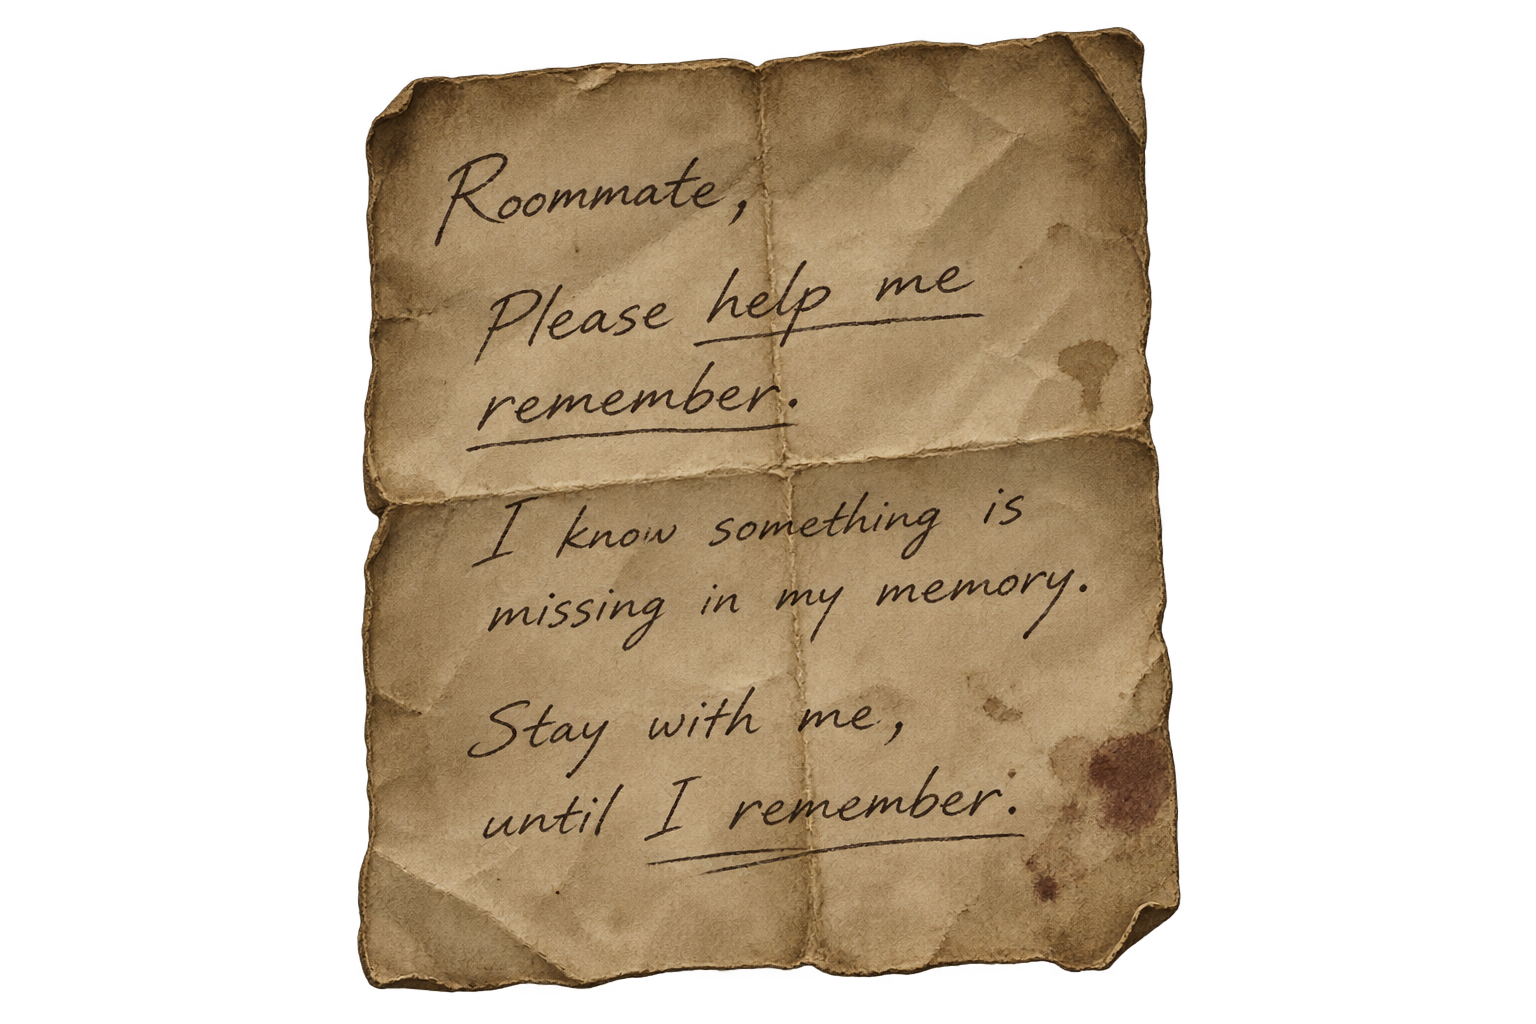 Roommate,
Please help me
remember.
I know something is
missing in my memory.
Stay with me,
until I remember.